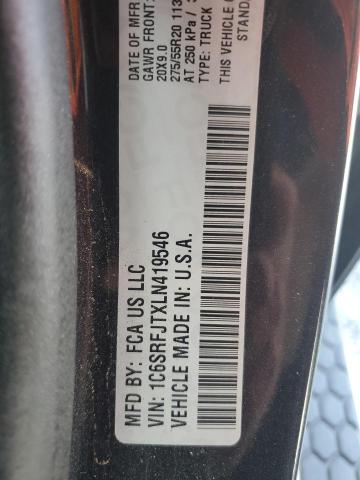 MFD BY: FCA US LLC
DATE OF MFR
VIN: 1C6SRFJTXLN419546
GAWR FRONT:
20X9.0
275/55R20 113
VEHICLE MADE IN: U.S.A.
AT 250 kPa /
TYPE: TRUCK
THIS VEHICLE
STANDA